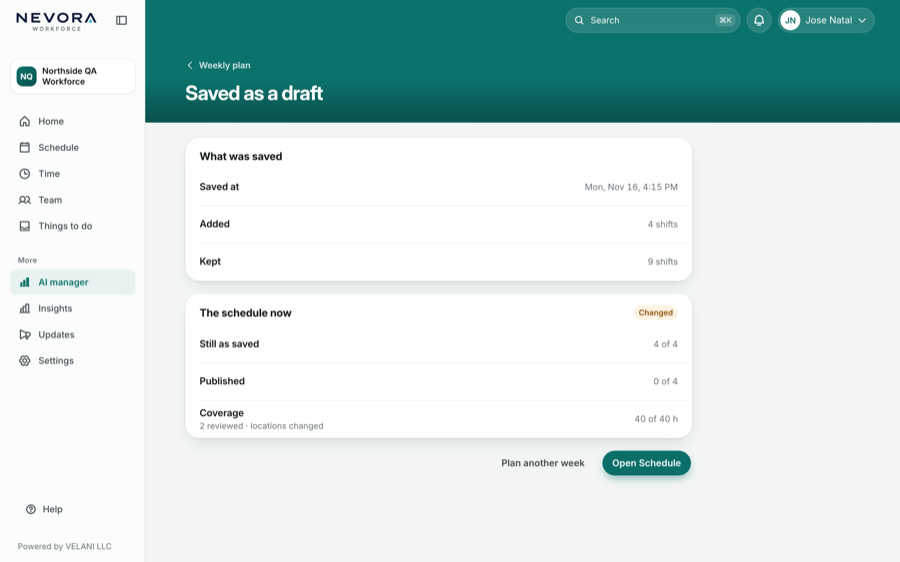 NEVORA
WORKFORCE
Search
⌘K
JN
Jose Natal
NQ
Northside QA
Workforce
Home
Schedule
Time
Team
Things to do
More
AI manager
Insights
Updates
Settings
Help
Powered by VELANI LLC
Weekly plan
Saved as a draft
What was saved
Saved at
Mon, Nov 16, 4:15 PM
Added
4 shifts
Kept
9 shifts
The schedule now
Changed
Still as saved
4 of 4
Published
0 of 4
Coverage
2 reviewed · locations changed
40 of 40 h
Plan another week
Open Schedule